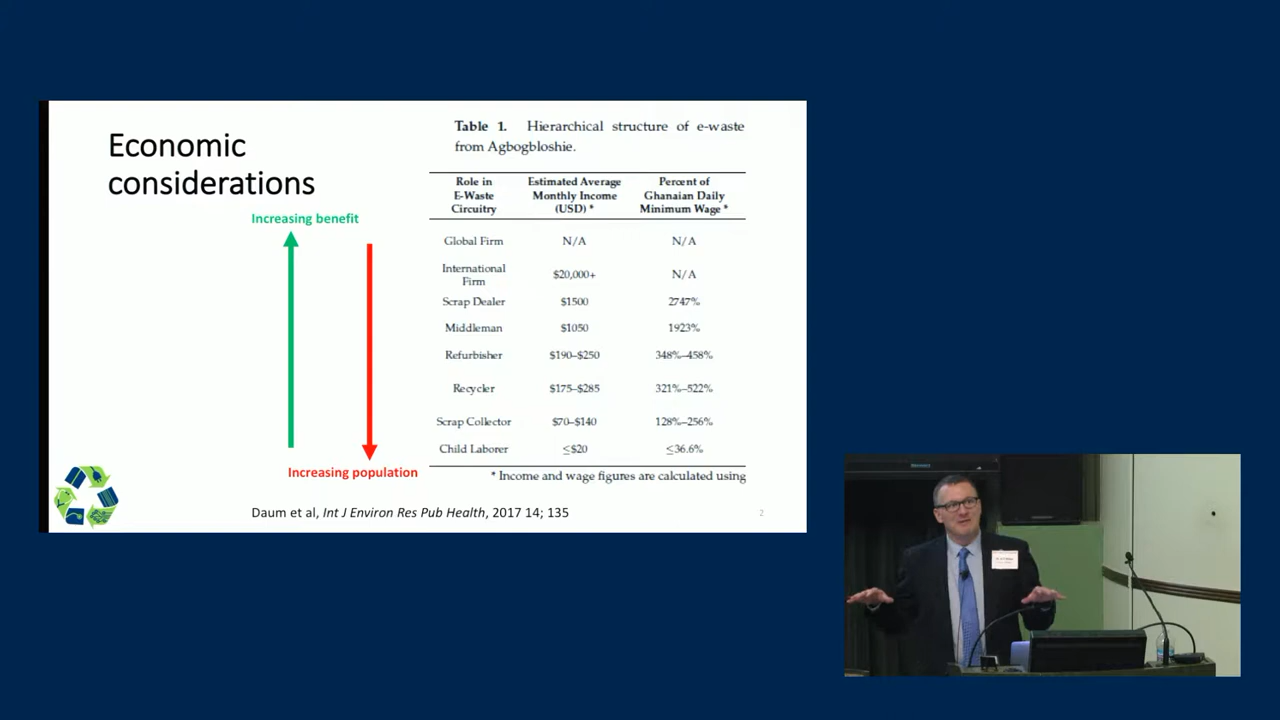 Economic
considerations
Increasing benefit
Increasing population
Table 1. Hierarchical structure of e-waste
from Agbogbloshie.
Role in
E-Waste
Circuitry
Estimated Average
Monthly Income
(USD) *
Percent of
Ghanaian Daily
Minimum Wage *
Global Firm N/A N/A
International
Firm
$20,000+ N/A
Scrap Dealer $1500 2747%
Middleman $1050 1923%
Refurbisher $190–$250 348%–458%
Recycler $175–$285 321%–522%
Scrap Collector $70–$140 128%–256%
Child Laborer ≤$20 ≤36.6%
* Income and wage figures are calculated using
Daum et al, Int J Environ Res Pub Health, 2017 14; 135
2